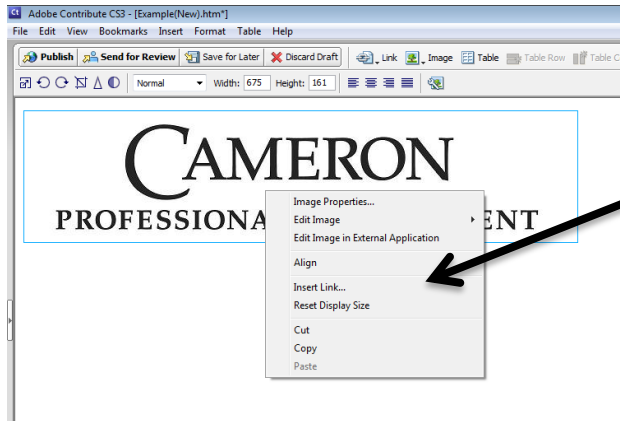 Ct Adobe Contribute CS3 - [Example(New).htm*]
File Edit View Bookmarks Insert Format Table Help
Publish Send for Review Save for Later Discard Draft Link Image Table Table Row Table C
Normal Width: 675 Height: 161
CAMERON
PROFESSIONA ENT
Image Properties...
Edit Image
Edit Image in External Application
Align
Insert Link...
Reset Display Size
Cut
Copy
Paste